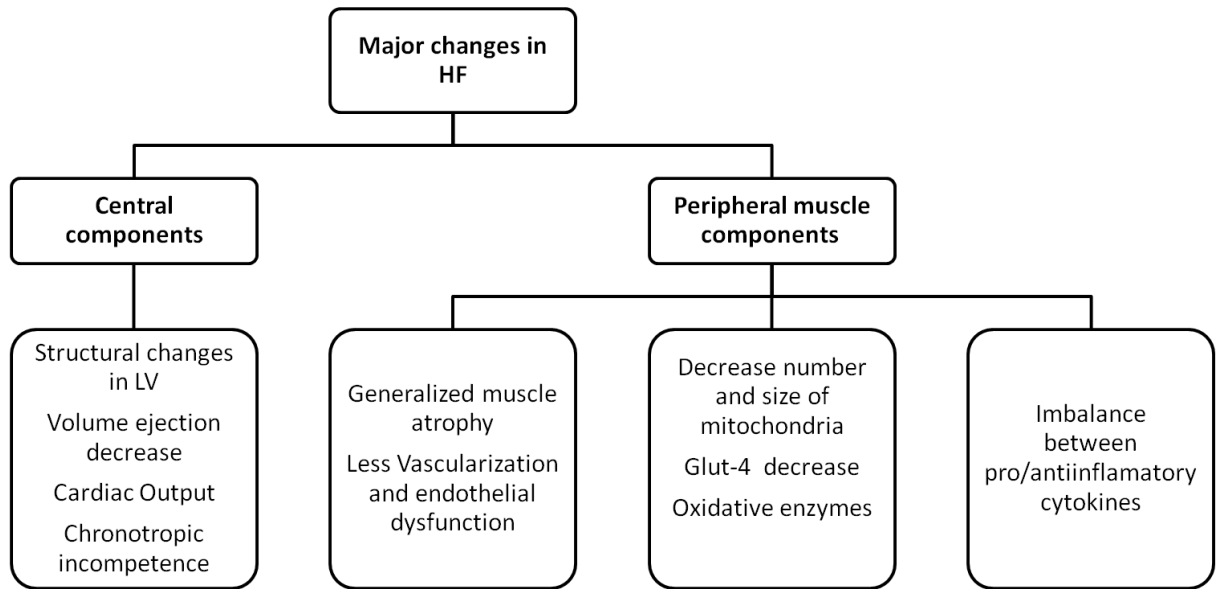 Major changes in
HF
Central
components
Peripheral muscle
components
Structural changes
in LV
Volume ejection
decrease
Cardiac Output
Chronotropic
incompetence
Generalized muscle
atrophy
Less Vascularization
and endothelial
dysfunction
Decrease number
and size of
mitochondria
Glut-4 decrease
Oxidative enzymes
Imbalance
between
pro/antiinflamatory
cytokines